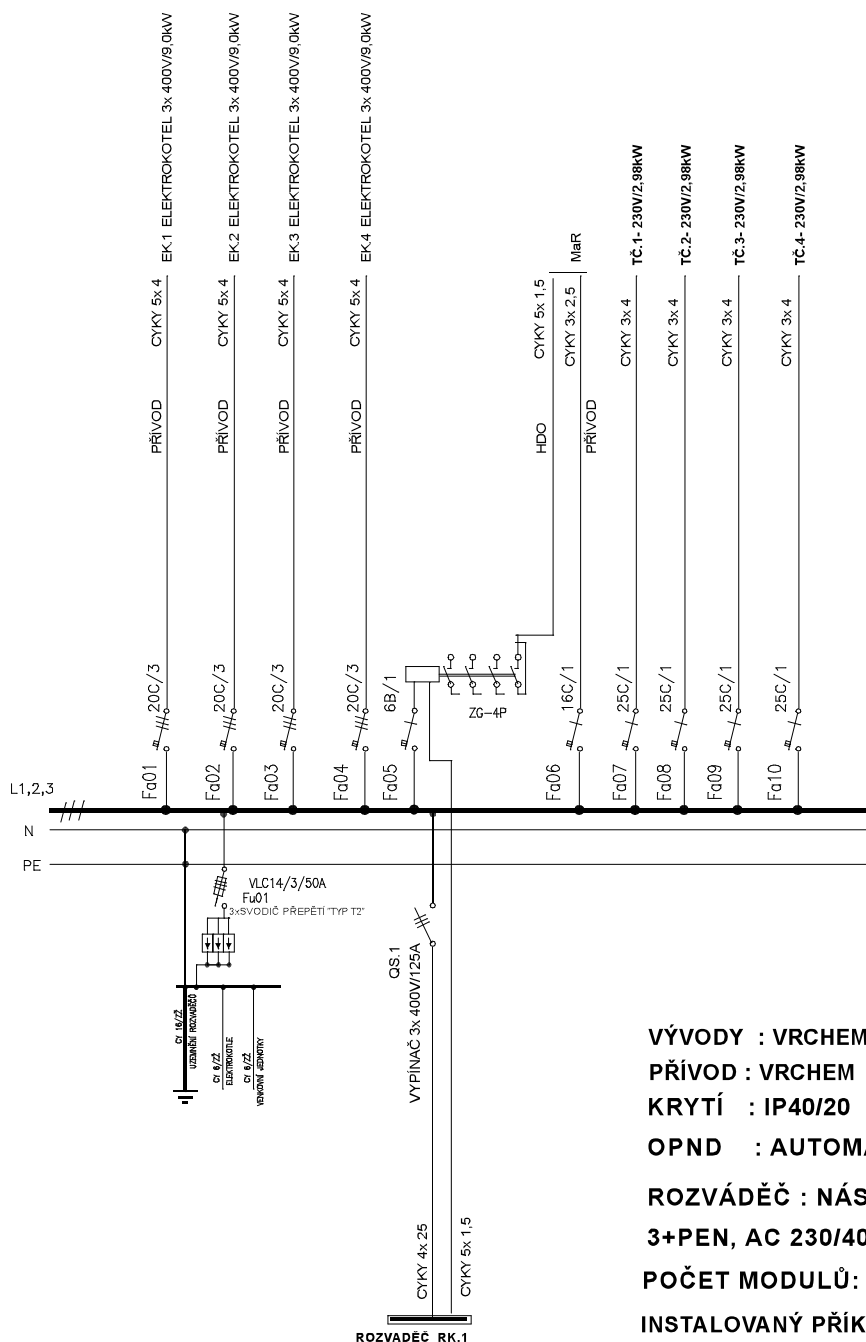 EK.1 ELEKTROKOTEL 3x 400V/9,0kW
EK.2 ELEKTROKOTEL 3x 400V/9,0kW
EK.3 ELEKTROKOTEL 3x 400V/9,0kW
EK.4 ELEKTROKOTEL 3x 400V/9,0kW
MaR
TČ.1- 230V/2,98kW
TČ.2- 230V/2,98kW
TČ.3- 230V/2,98kW
TČ.4- 230V/2,98kW
CYKY 5x 4
CYKY 5x 4
CYKY 5x 4
CYKY 5x 4
CYKY 5x 1,5
CYKY 3x 2,5
CYKY 3x 4
CYKY 3x 4
CYKY 3x 4
CYKY 3x 4
PŘÍVOD
PŘÍVOD
PŘÍVOD
PŘÍVOD
HDO
PŘÍVOD
20C/3
20C/3
20C/3
20C/3
6B/1
ZG-4P
16C/1
25C/1
25C/1
25C/1
25C/1
Fa01
Fa02
Fa03
Fa04
Fa05
Fa06
Fa07
Fa08
Fa09
Fa10
L1,2,3
N
PE
VLC14/3/50A
Fu01
3xSVODIČ PŘEPĚTÍ "TYP T2"
CY 16/ZŽ
UZEMNĚNÍ ROZVADĚČŮ
CY 6/ZŽ
ELEKTROKOTLE
CY 6/ZŽ
VENKOVNÍ JEDNOTKY
QS.1
VYPÍNAČ 3x 400V/125A
CYKY 4x 25
CYKY 5x 1,5
ROZVADĚČ RK.1
VÝVODY : VRCHEM
PŘÍVOD : VRCHEM
KRYTÍ : IP40/20
OPND : AUTOMA
ROZVÁDĚČ : NÁS
3+PEN, AC 230/40
POČET MODULŮ:
INSTALOVANÝ PŘÍK